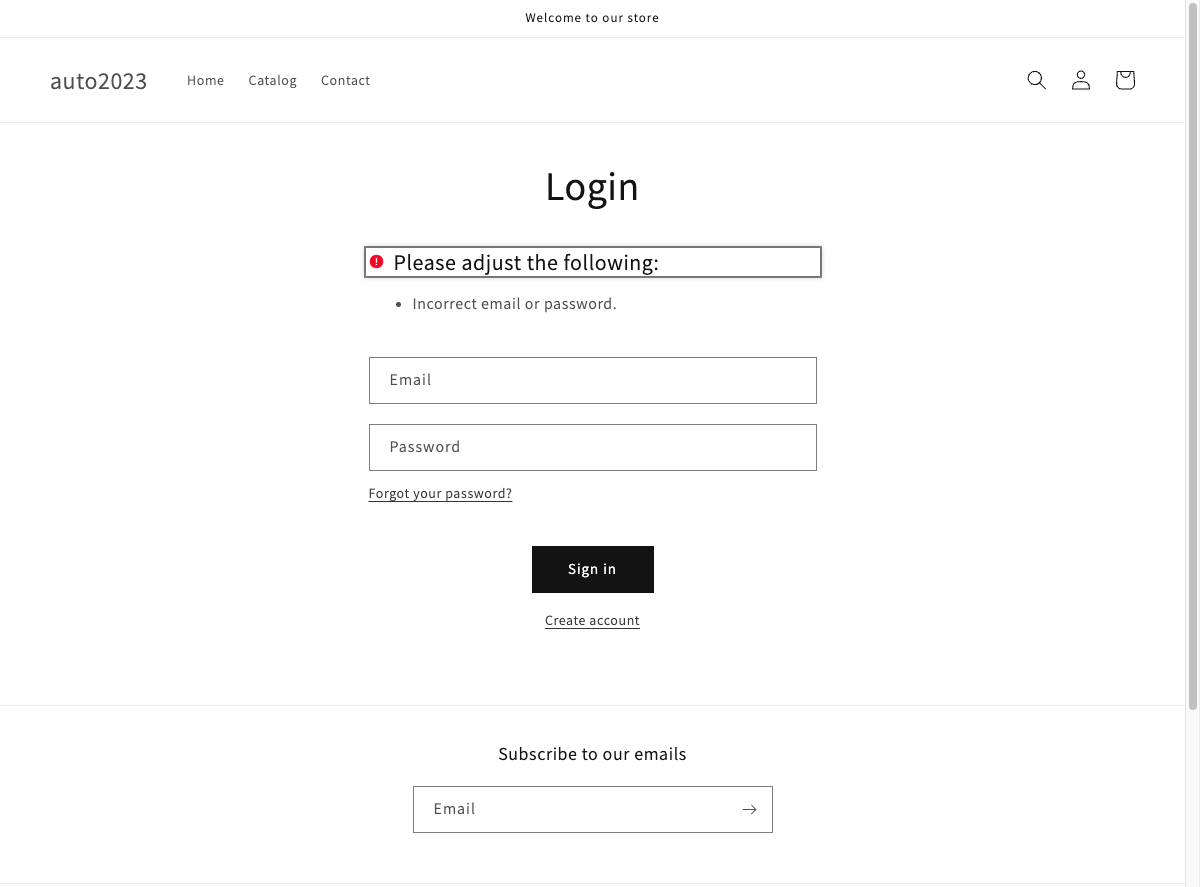 Welcome to our store
auto2023 Home Catalog Contact
Login
Please adjust the following:
Incorrect email or password.
Email
Password
Forgot your password?
Sign in
Create account
Subscribe to our emails
Email